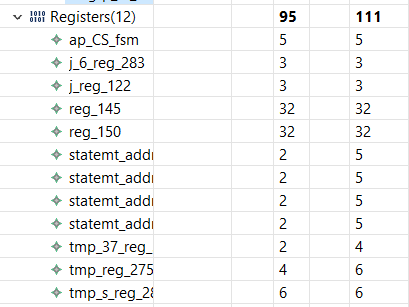 Registers(12) 95 111
ap_CS_fsm 5 5
j_6_reg_283 3 3
j_reg_122 3 3
reg_145 32 32
reg_150 32 32
statemt_addr 2 5
statemt_addr 2 5
statemt_addr 2 5
statemt_addr 2 5
tmp_37_reg_ 2 4
tmp_reg_275 4 6
tmp_s_reg_28 6 6